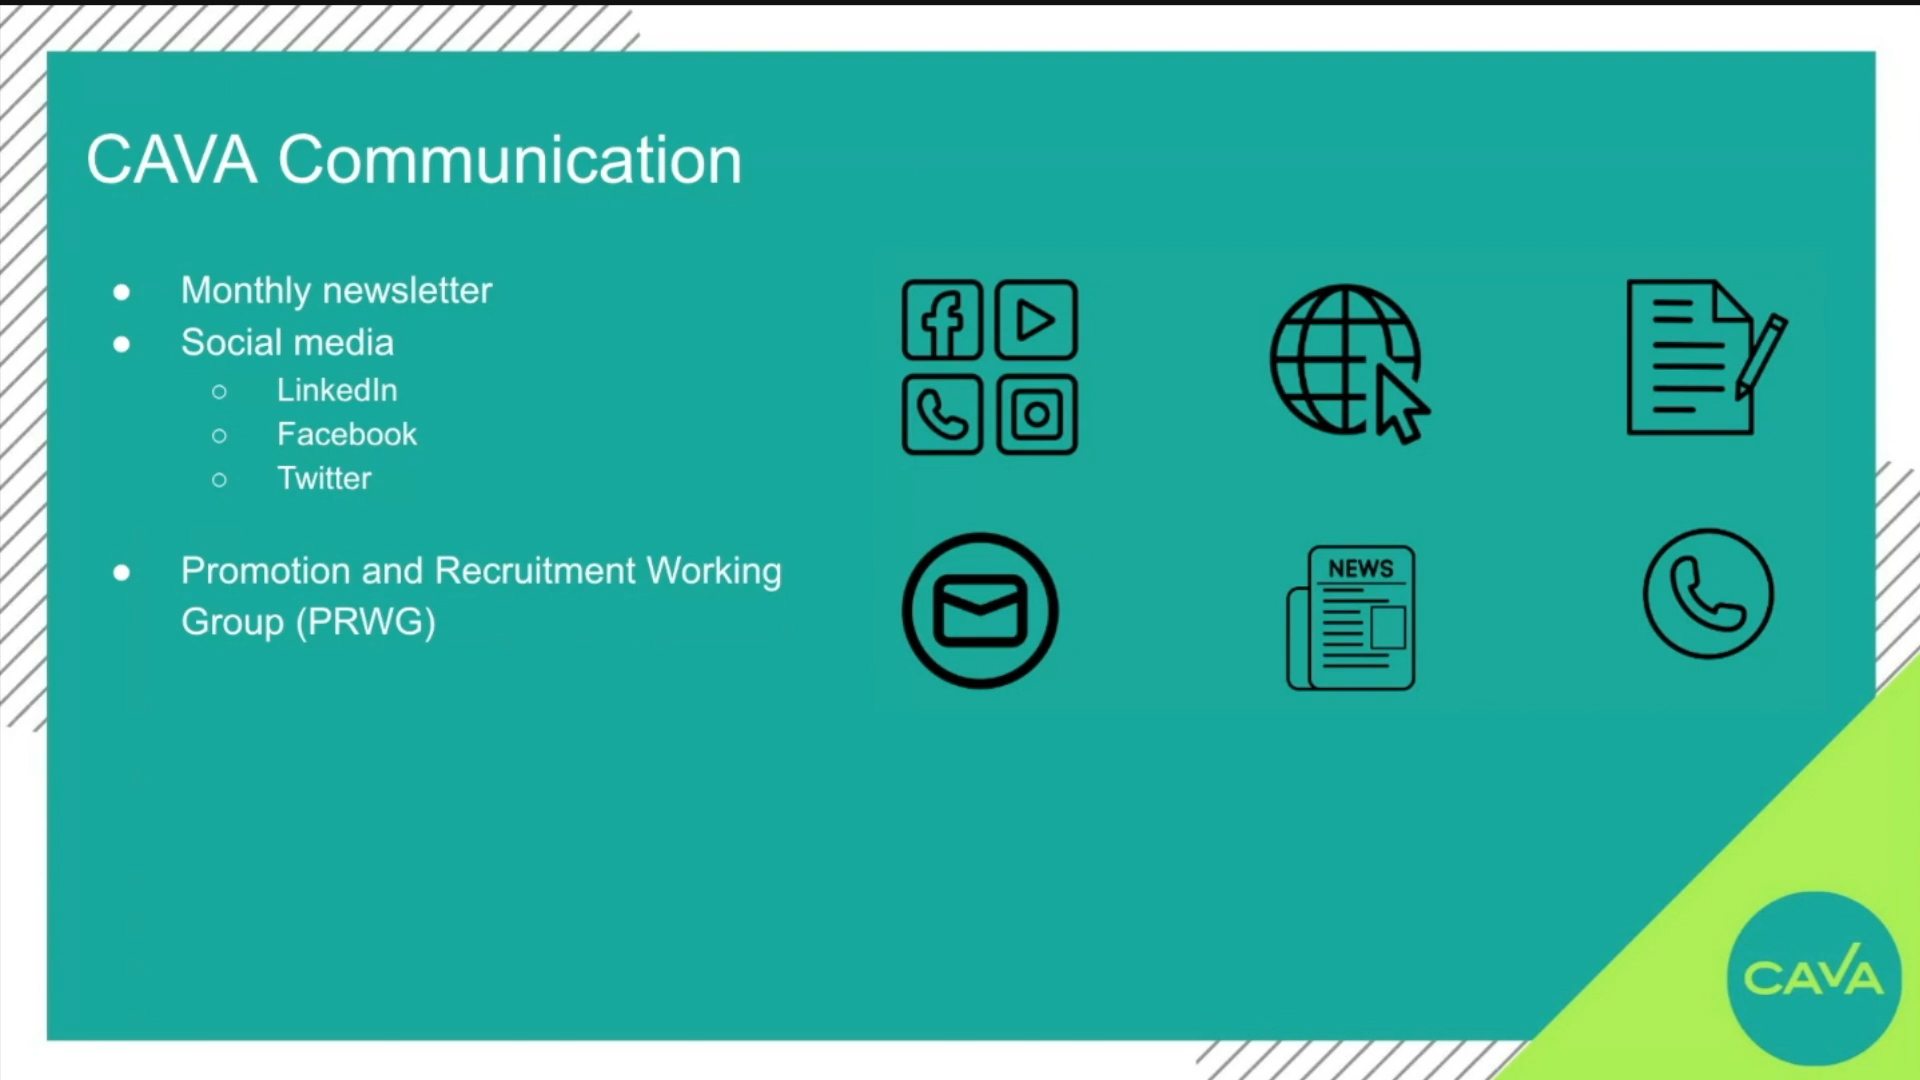 CAVA Communication
Monthly newsletter
Social media
LinkedIn
Facebook
Twitter
Promotion and Recruitment Working
Group (PRWG)
NEWS
CAVA